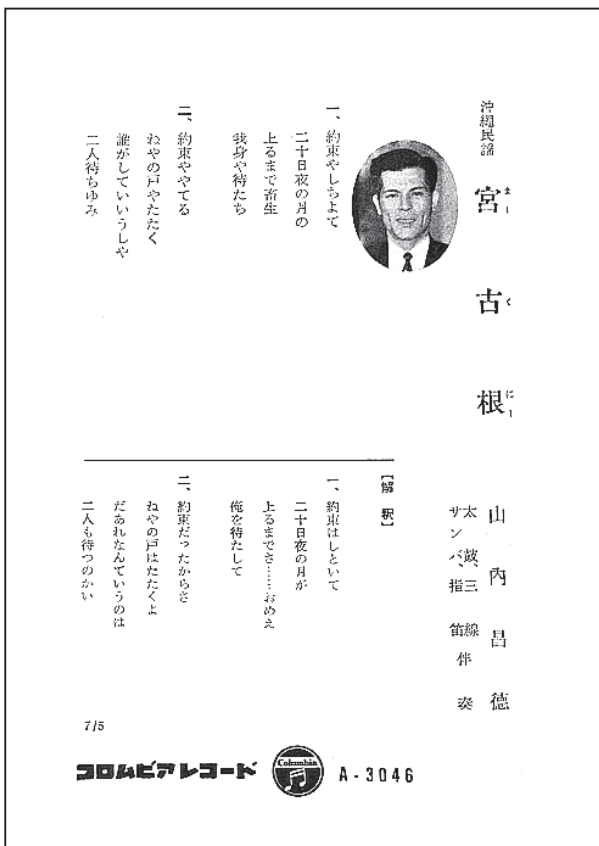 沖縄民謡
宮古根
まーくにー
山内昌徳
太鼓、三線
サンバ、指笛伴奏
一、約束やしちよて
二十日夜の月の
上るまで畜生
我身や待たち
二、約束ややてる
ねやの戸やたたく
誰がしていいうしや
二人待ちゆみ
【解釈】
一、約束はしといて
二十日夜の月が
上るまでさ……おめえ
俺を待たして
二、約束だったからさ
ねやの戸はたたくよ
だあれなんていうのは
二人も待つのかい
7/5
コロムビアレコード
Columbia
A-3046